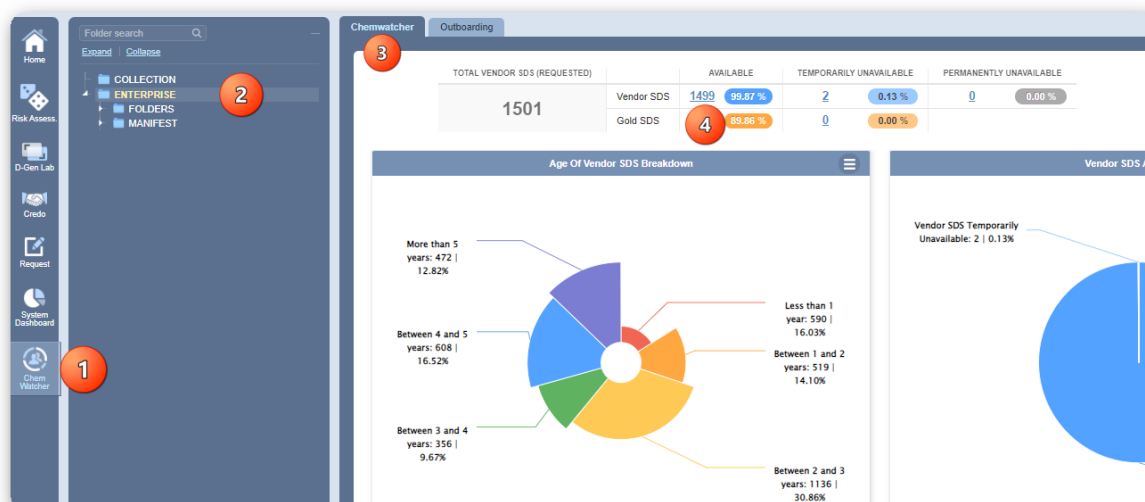 Home
Risk Assess.
D-Gen Lab
Credo
Request
System
Dashboard
Chem
Watcher
1
Folder search
Expand | Collapse
COLLECTION
ENTERPRISE
2
FOLDERS
MANIFEST
Chemwatcher
Outboarding
3
TOTAL VENDOR SDS (REQUESTED)
1501
AVAILABLE
TEMPORARILY UNAVAILABLE
PERMANENTLY UNAVAILABLE
Vendor SDS 1499 99.87 % 2 0.13 % 0 0.00 %
Gold SDS 4 89.86 % 0 0.00 %
Age Of Vendor SDS Breakdown
More than 5
years: 472 |
12.82%
Less than 1
year: 590 |
16.03%
Between 4 and 5
years: 608 |
16.52%
Between 1 and 2
years: 519 |
14.10%
Between 3 and 4
years: 356 |
9.67%
Between 2 and 3
years: 1136 |
30.86%
Vendor SDS
Vendor SDS Temporarily
Unavailable: 2 | 0.13%